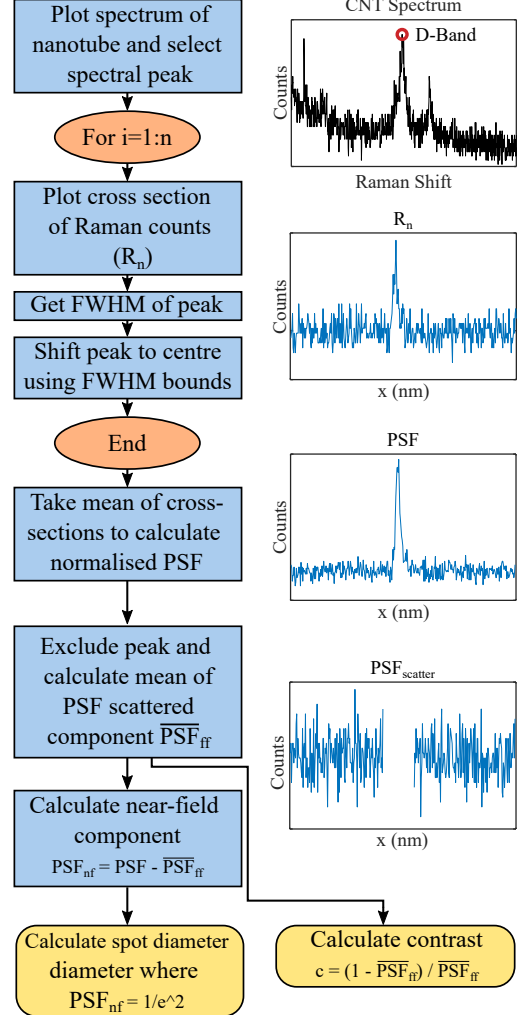 Plot spectrum of
nanotube and select
spectral peak
CNT Spectrum
D-Band
Counts
Raman Shift
For i=1:n
Plot cross section
of Raman counts
(Rn)
Rn
Counts
x (nm)
Get FWHM of peak
Shift peak to centre
using FWHM bounds
End
PSF
Counts
x (nm)
Take mean of cross-
sections to calculate
normalised PSF
Exclude peak and
calculate mean of
PSF scattered
component P̅S̅F̅ff
PSFscatter
Counts
x (nm)
Calculate near-field
component
PSFnf = PSF - P̅S̅F̅ff
Calculate spot diameter
diameter where
PSFnf = 1/e^2
Calculate contrast
c = (1 - P̅S̅F̅ff) / P̅S̅F̅ff